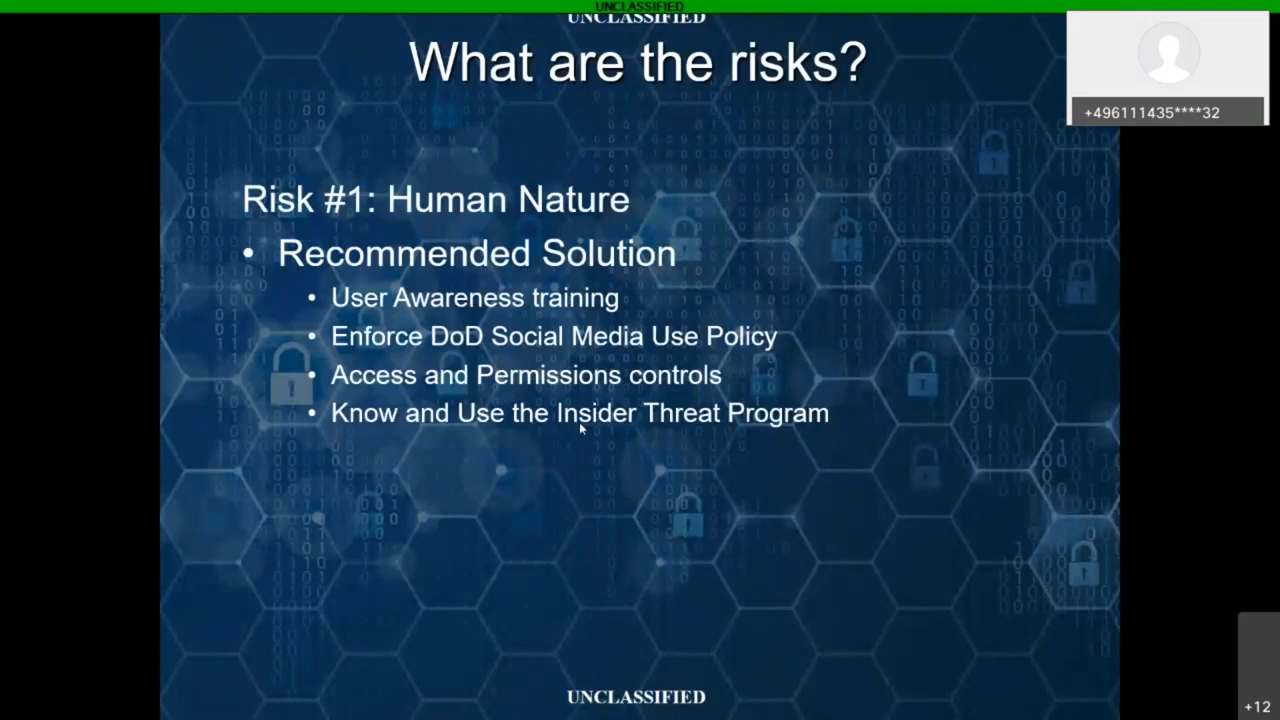 UNCLASSIFIED
UNCLASSIFIED
What are the risks?
+496111435****32
Risk #1: Human Nature
• Recommended Solution
• User Awareness training
• Enforce DoD Social Media Use Policy
• Access and Permissions controls
• Know and Use the Insider Threat Program
UNCLASSIFIED
+12